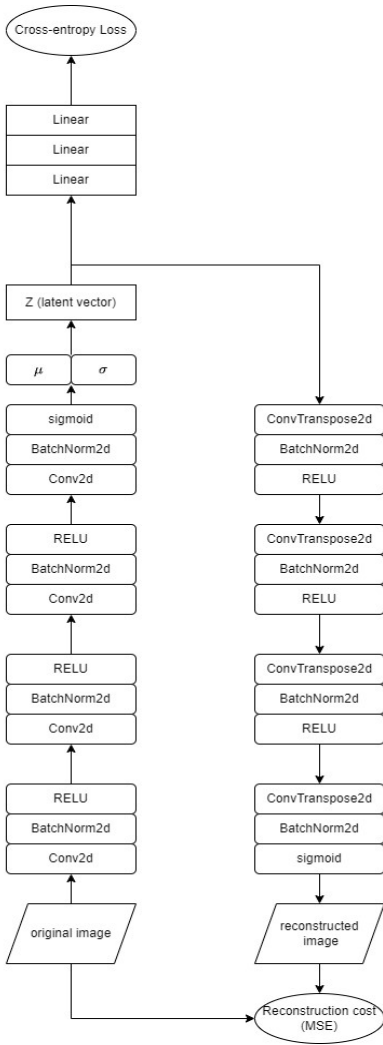 Cross-entropy Loss
Linear
Linear
Linear
Z (latent vector)
μ σ
sigmoid
BatchNorm2d
Conv2d
RELU
BatchNorm2d
Conv2d
RELU
BatchNorm2d
Conv2d
RELU
BatchNorm2d
Conv2d
original image
ConvTranspose2d
BatchNorm2d
RELU
ConvTranspose2d
BatchNorm2d
RELU
ConvTranspose2d
BatchNorm2d
RELU
ConvTranspose2d
BatchNorm2d
sigmoid
reconstructed
image
Reconstruction cost
(MSE)